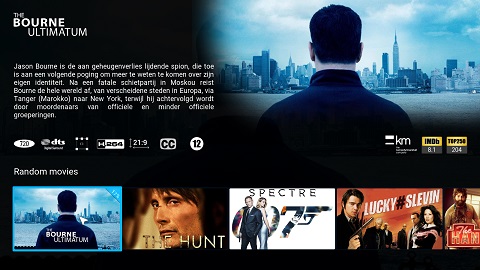 THE
BOURNE
ULTIMATUM
Jason Bourne is de aan geheugenverlies lijdende spion, die toe
is aan een volgende poging om meer te weten te komen over zijn
eigen identiteit. Na een fatale schietpartij in Moskou reist
Bourne de hele wereld af, van verscheidene steden in Europa, via
Tanger (Marokko) naar New York, terwijl hij achtervolgd wordt
door moordenaars van officiele en minder officiele
groeperingen.
720 dts H264 21:9 CC 12 km IMDb 8.1 TOP250 204
Random movies
THE
BOURNE
ULTIMATUM
THE HUNT
SPECTRE
007
LUCKY#SLEVIN
THE